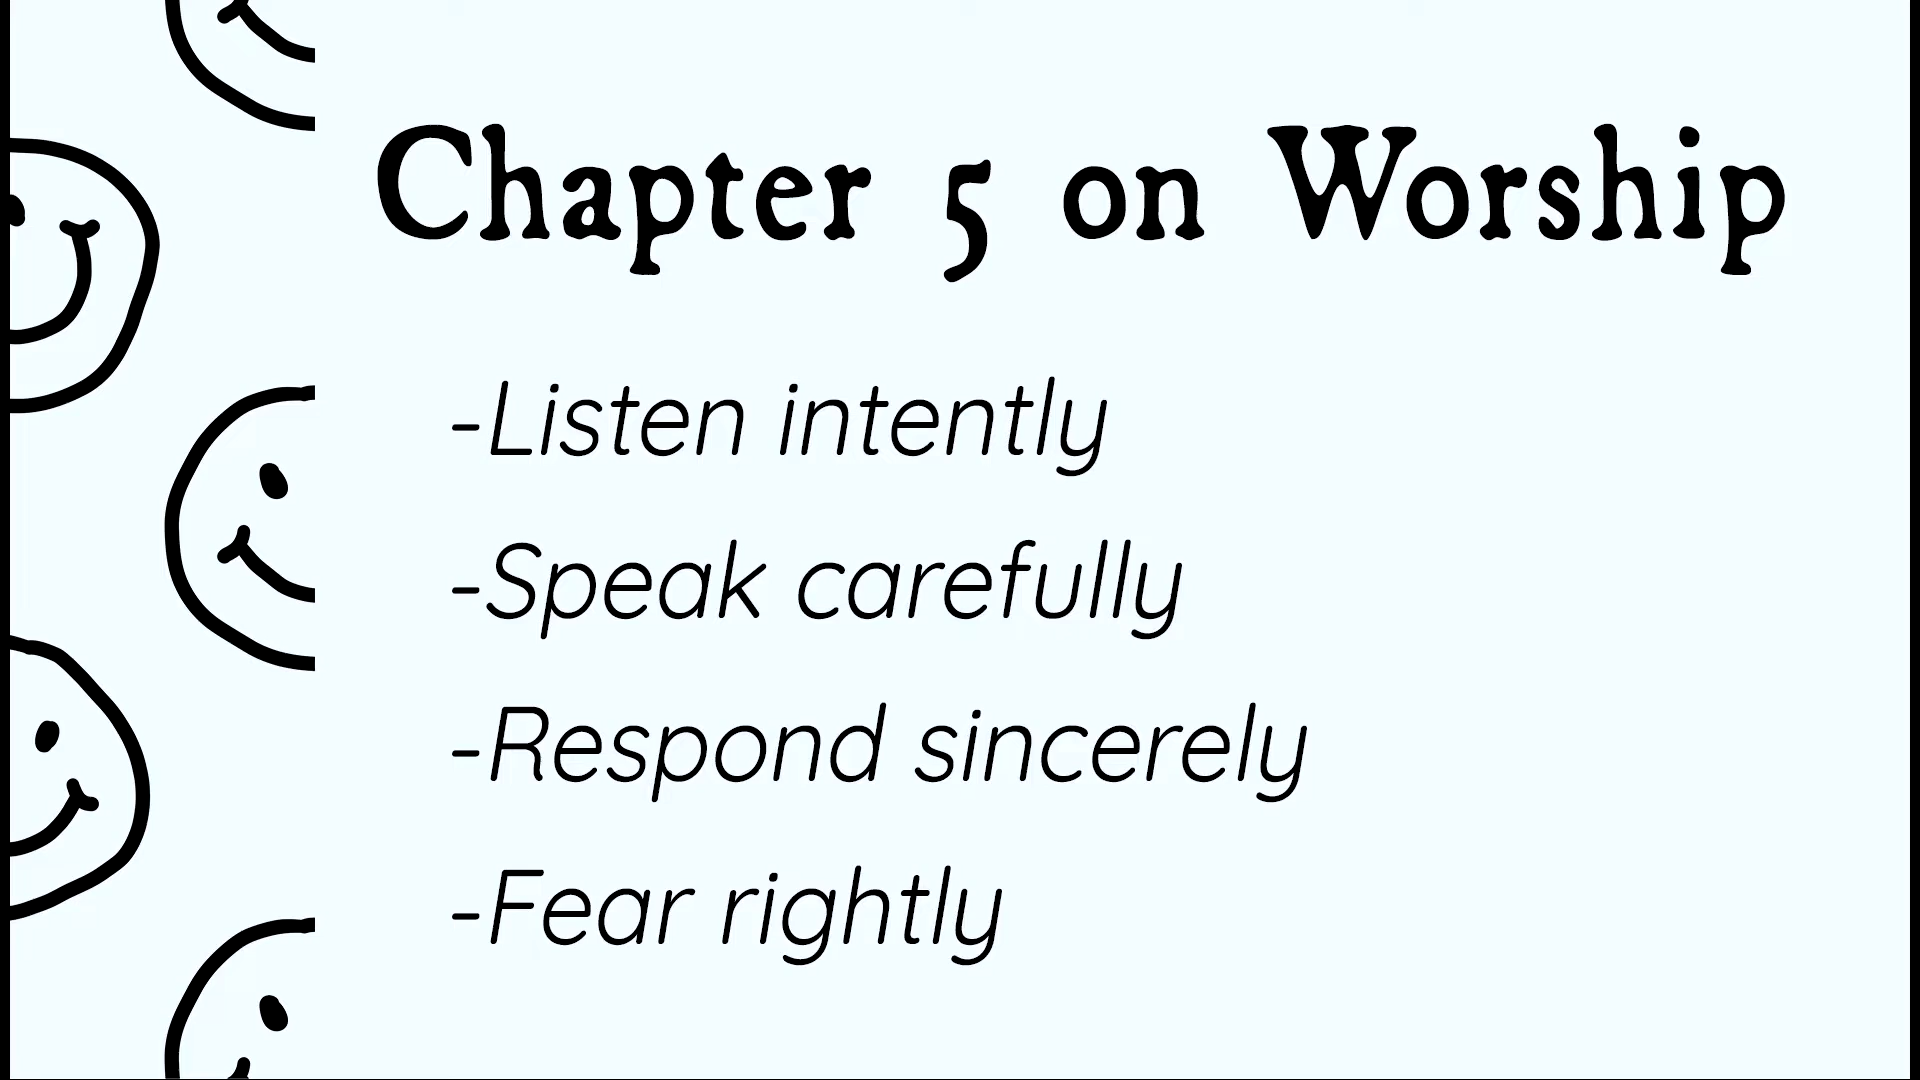 Chapter 5 on Worship
-Listen intently
-Speak carefully
-Respond sincerely
-Fear rightly